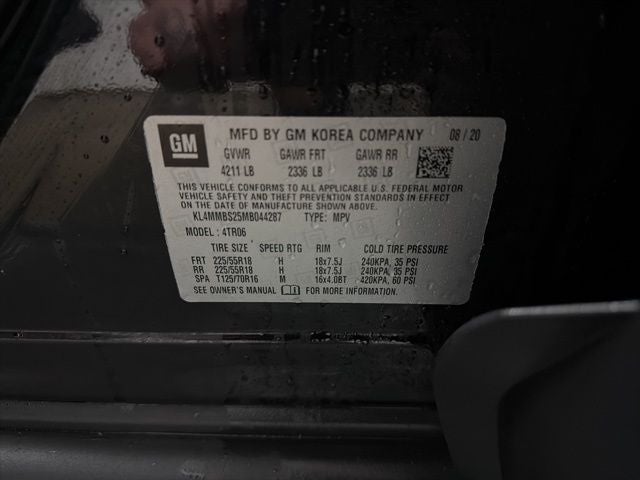 GM MFD BY GM KOREA COMPANY 08/20
GVWR GAWR FRT GAWR RR
4211 LB 2336 LB 2336 LB
THIS VEHICLE CONFORMS TO ALL APPLICABLE U.S. FEDERAL MOTOR
VEHICLE SAFETY AND THEFT PREVENTION STANDARDS IN EFFECT
ON THE DATE OF MANUFACTURE SHOWN ABOVE.
KL4MMBS25MB044287 TYPE: MPV
MODEL: 4TR06
TIRE SIZE SPEED RTG RIM COLD TIRE PRESSURE
FRT 225/55R18 H 18x7.5J 240KPA, 35 PSI
RR 225/55R18 H 18x7.5J 240KPA, 35 PSI
SPA T125/70R16 M 16x4.0BT 420KPA, 60 PSI
SEE OWNER'S MANUAL FOR MORE INFORMATION.